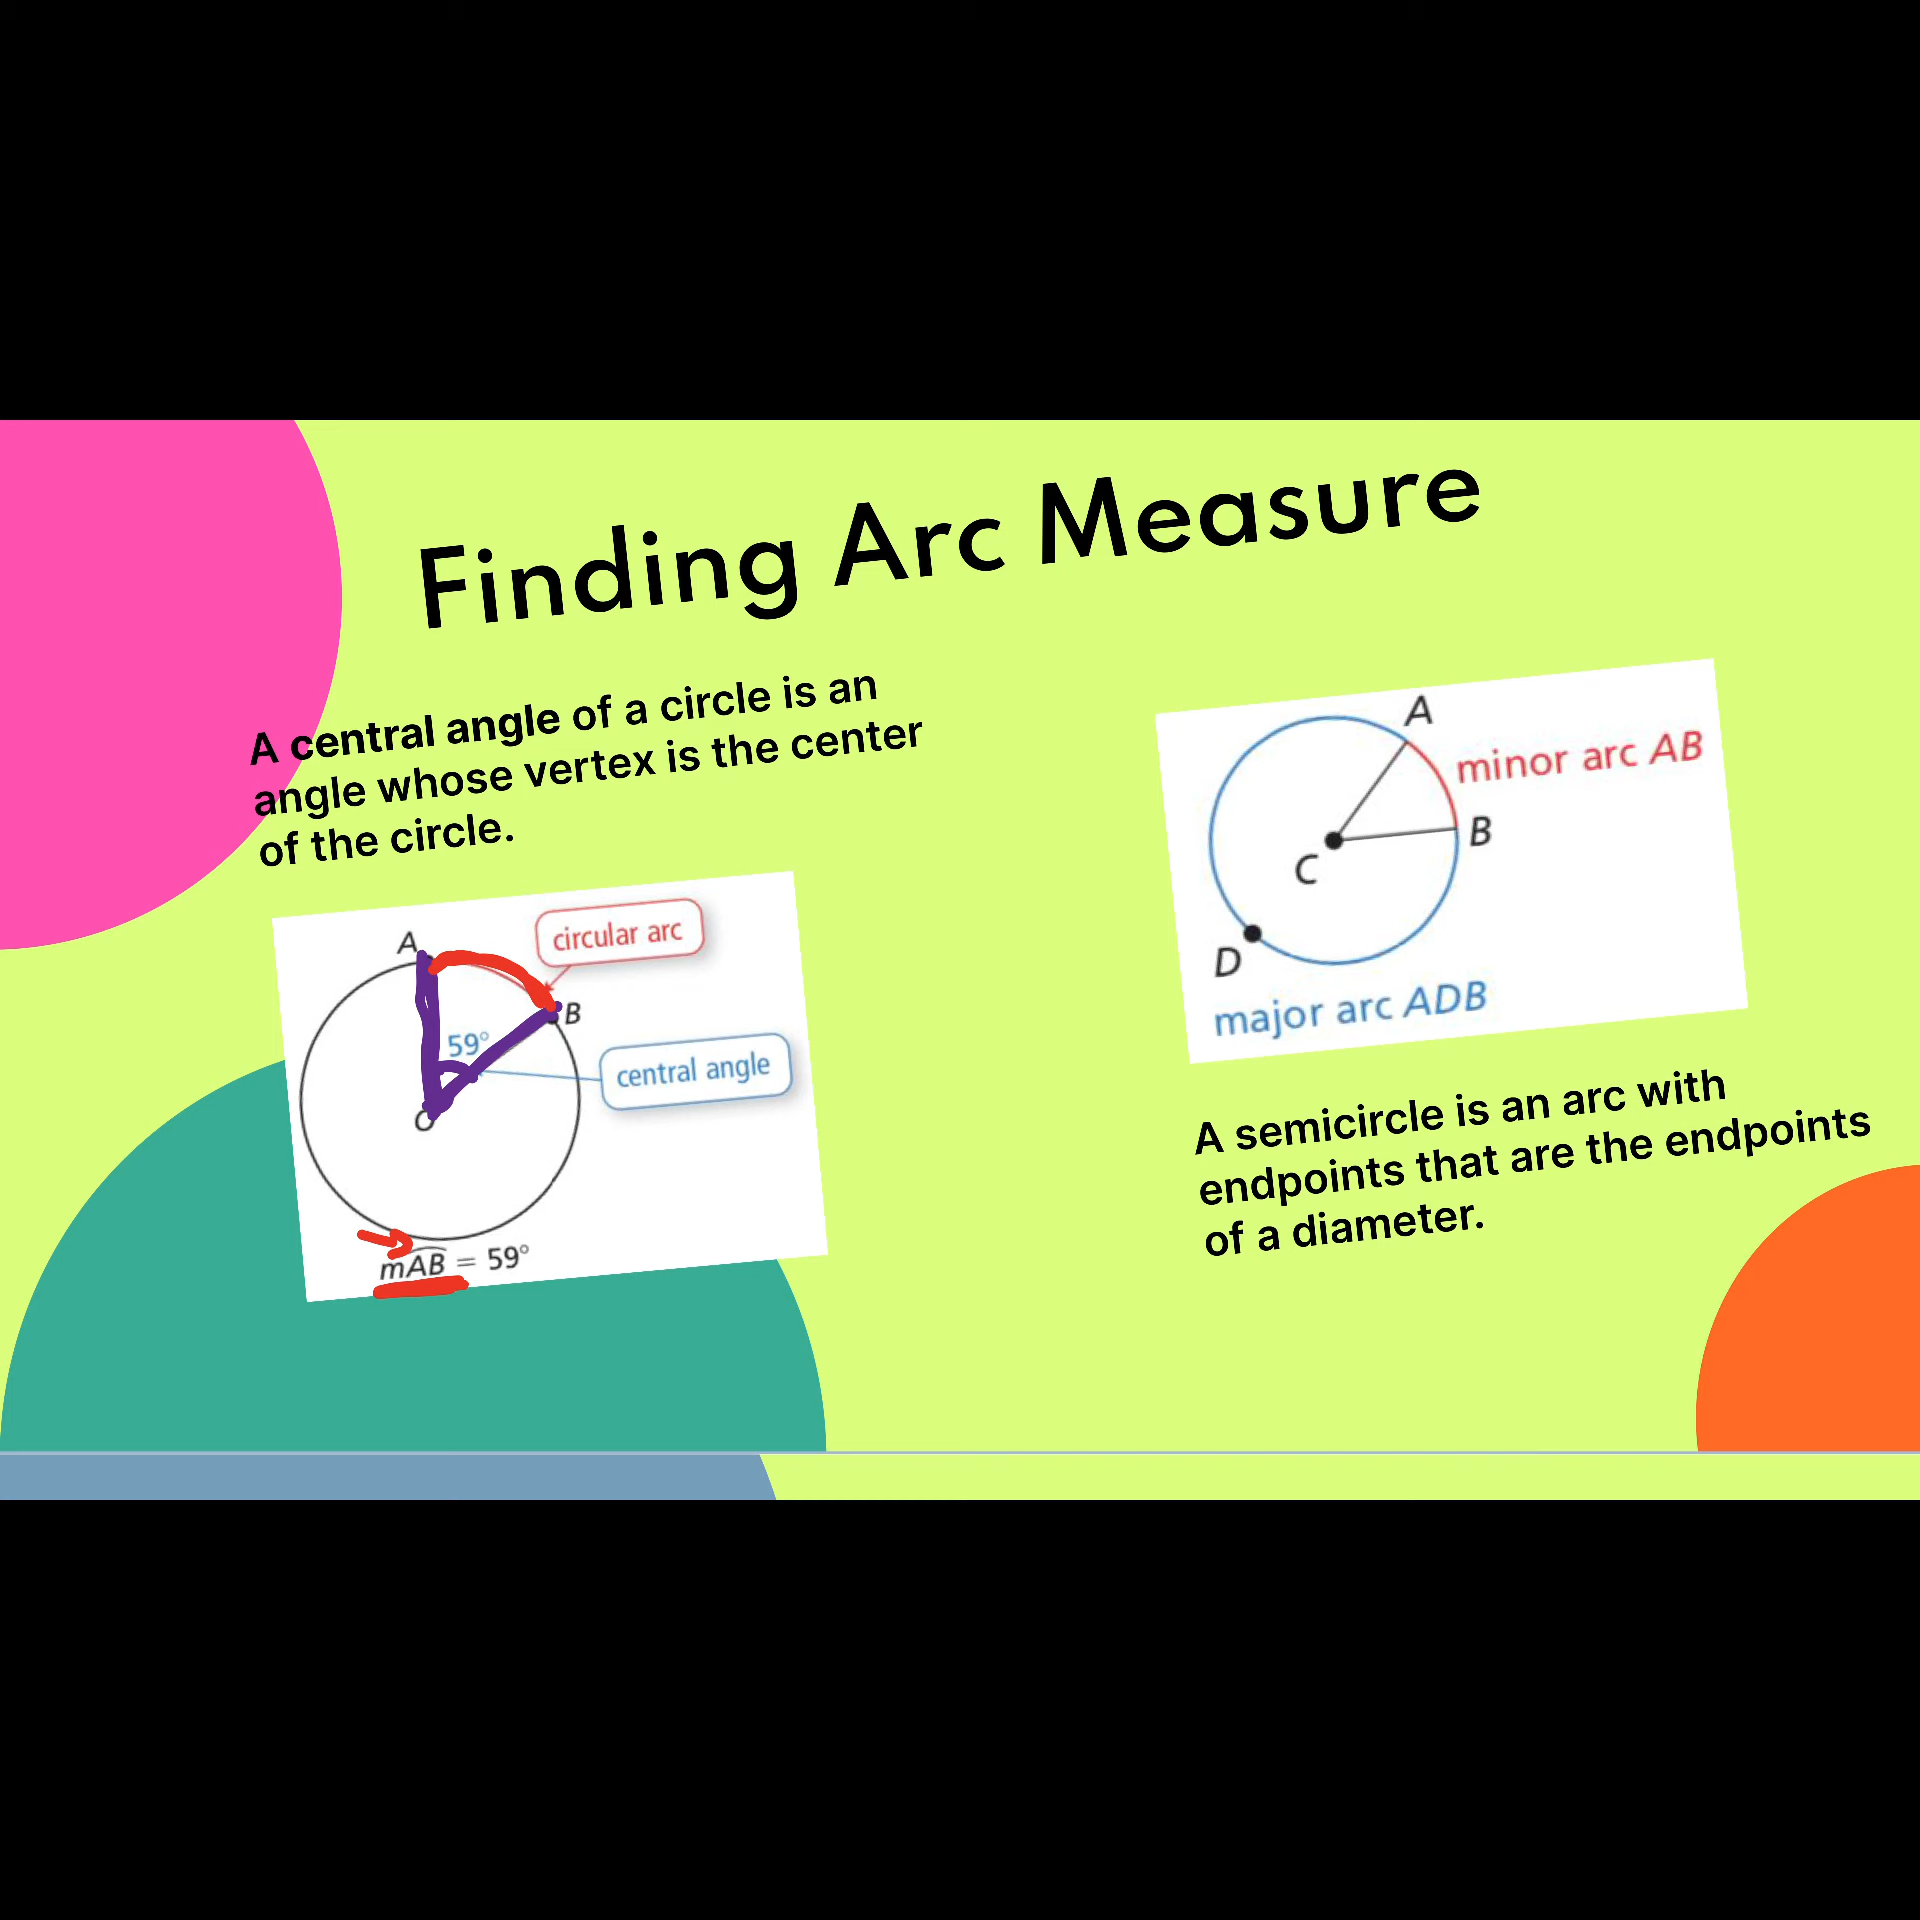 Finding Arc Measure
A central angle of a circle is an
angle whose vertex is the center
of the circle.
A
circular arc
B
59°
central angle
mAB = 59°
A
minor arc AB
B
C
D
major arc ADB
A semicircle is an arc with
endpoints that are the endpoints
of a diameter.